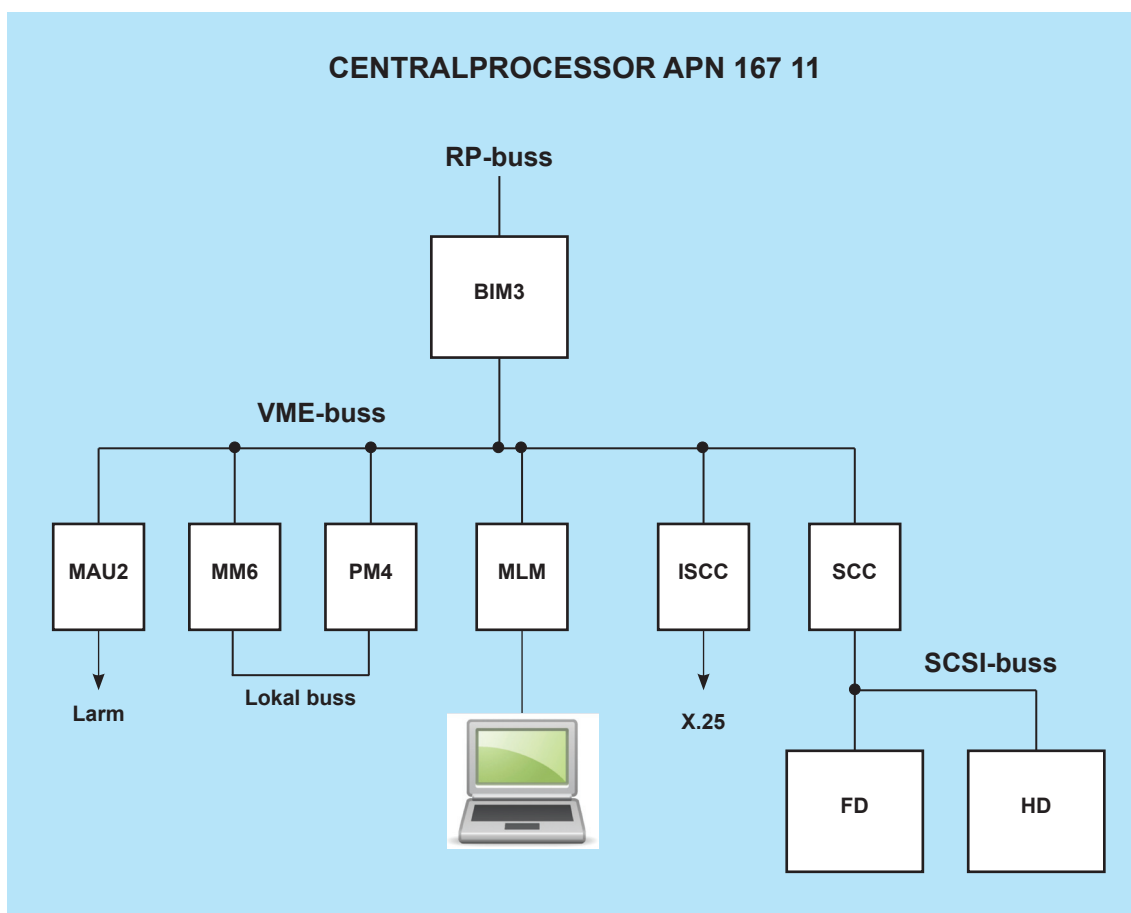 CENTRALPROCESSOR APN 167 11
RP-buss
BIM3
VME-buss
MAU2
MM6
PM4
MLM
ISCC
SCC
SCSI-buss
Lokal buss
Larm
X.25
FD
HD